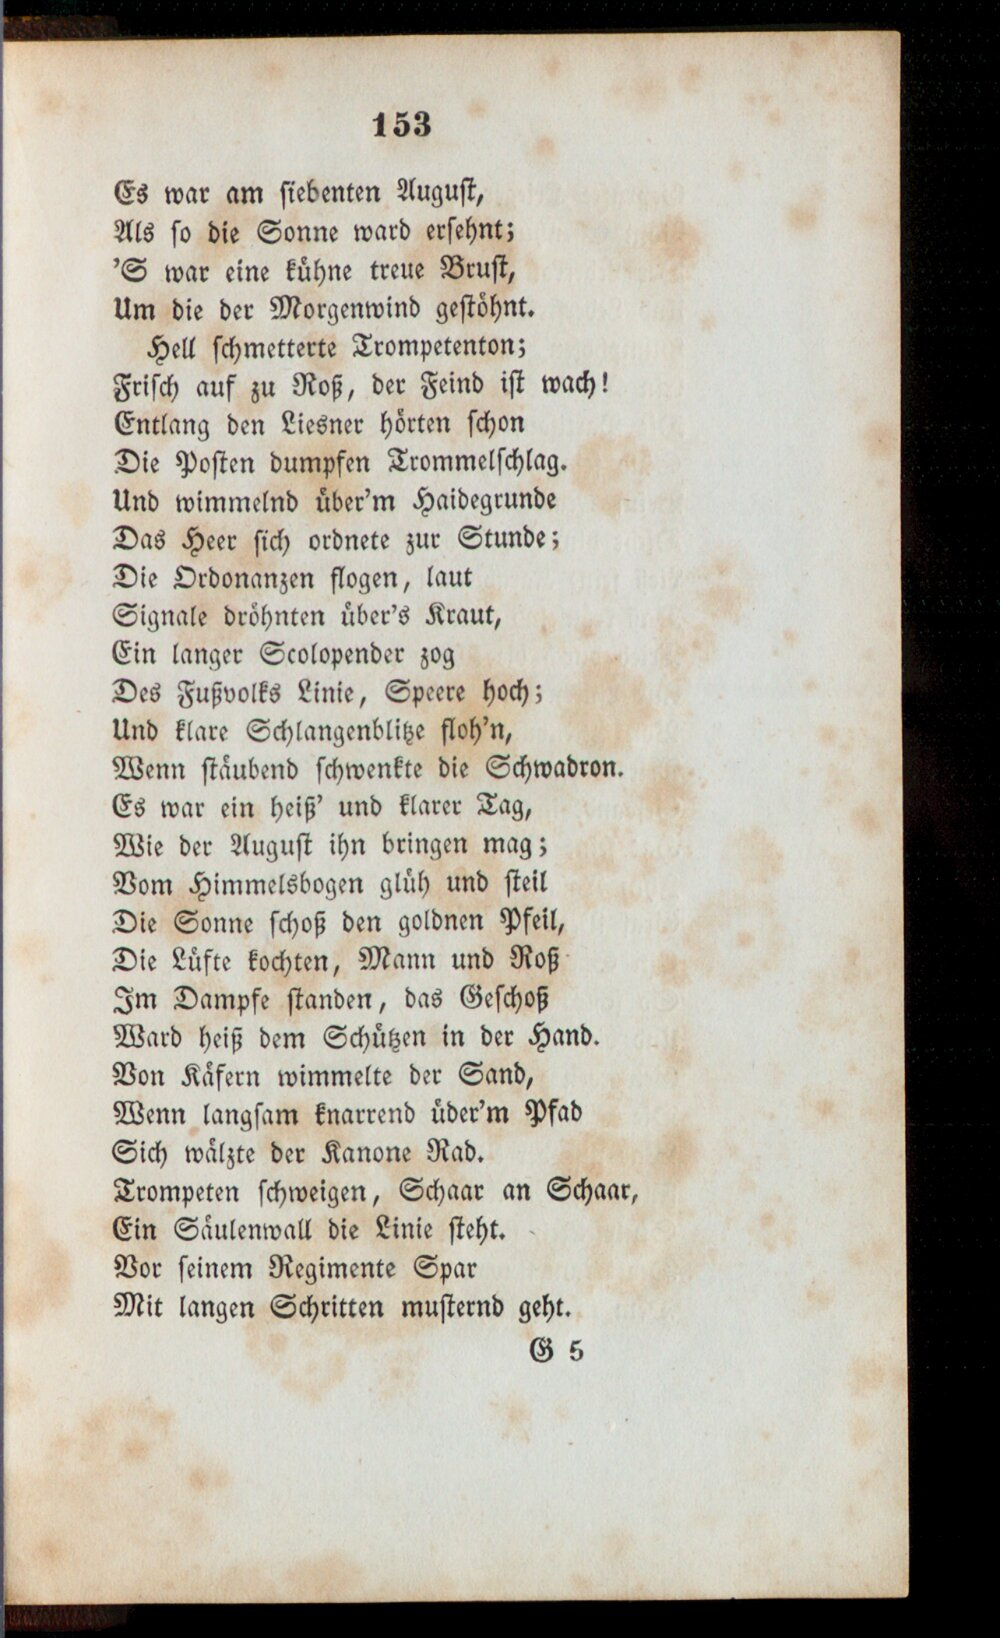 153
Es war am siebenten August,
Als so die Sonne ward ersehnt;
’S war eine kühne treue Brust,
Um die der Morgenwind gestöhnt.
Hell schmetterte Trompetenton;
Frisch auf zu Roß, der Feind ist wach!
Entlang den Liesner hörten schon
Die Posten dumpfen Trommelschlag.
Und wimmelnd über’m Haidegrunde
Das Heer sich ordnete zur Stunde;
Die Ordonanzen flogen, laut
Signale dröhnten über’s Kraut,
Ein langer Scolopender zog
Des Fußvolks Linie, Speere hoch;
Und klare Schlangenblitze floh’n,
Wenn stäubend schwenkte die Schwadron.
Es war ein heiß’ und klarer Tag,
Wie der August ihn bringen mag;
Vom Himmelsbogen glüh und steil
Die Sonne schoß den goldnen Pfeil,
Die Lüfte kochten, Mann und Roß
Im Dampfe standen, das Geschoß
Ward heiß dem Schützen in der Hand.
Von Käfern wimmelte der Sand,
Wenn langsam knarrend üder’m Pfad
Sich wälzte der Kanone Rad.
Trompeten schweigen, Schaar an Schaar,
Ein Säulenwall die Linie steht.
Vor seinem Regimente Spar
Mit langen Schritten musternd geht.
G 5